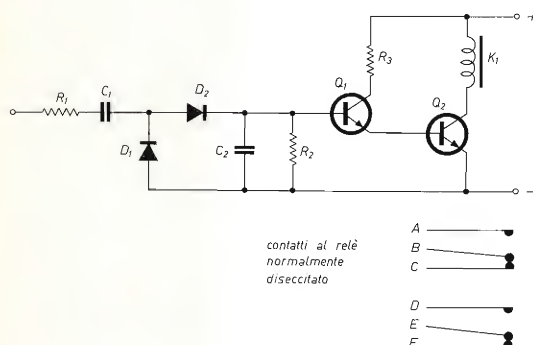 +
R₃
K₁
Q₁
Q₂
R₁
C₁
D₂
D₁
C₂
R₂
-
contatti al relè
normalmente
diseccitato
A
B
C
D
E
F